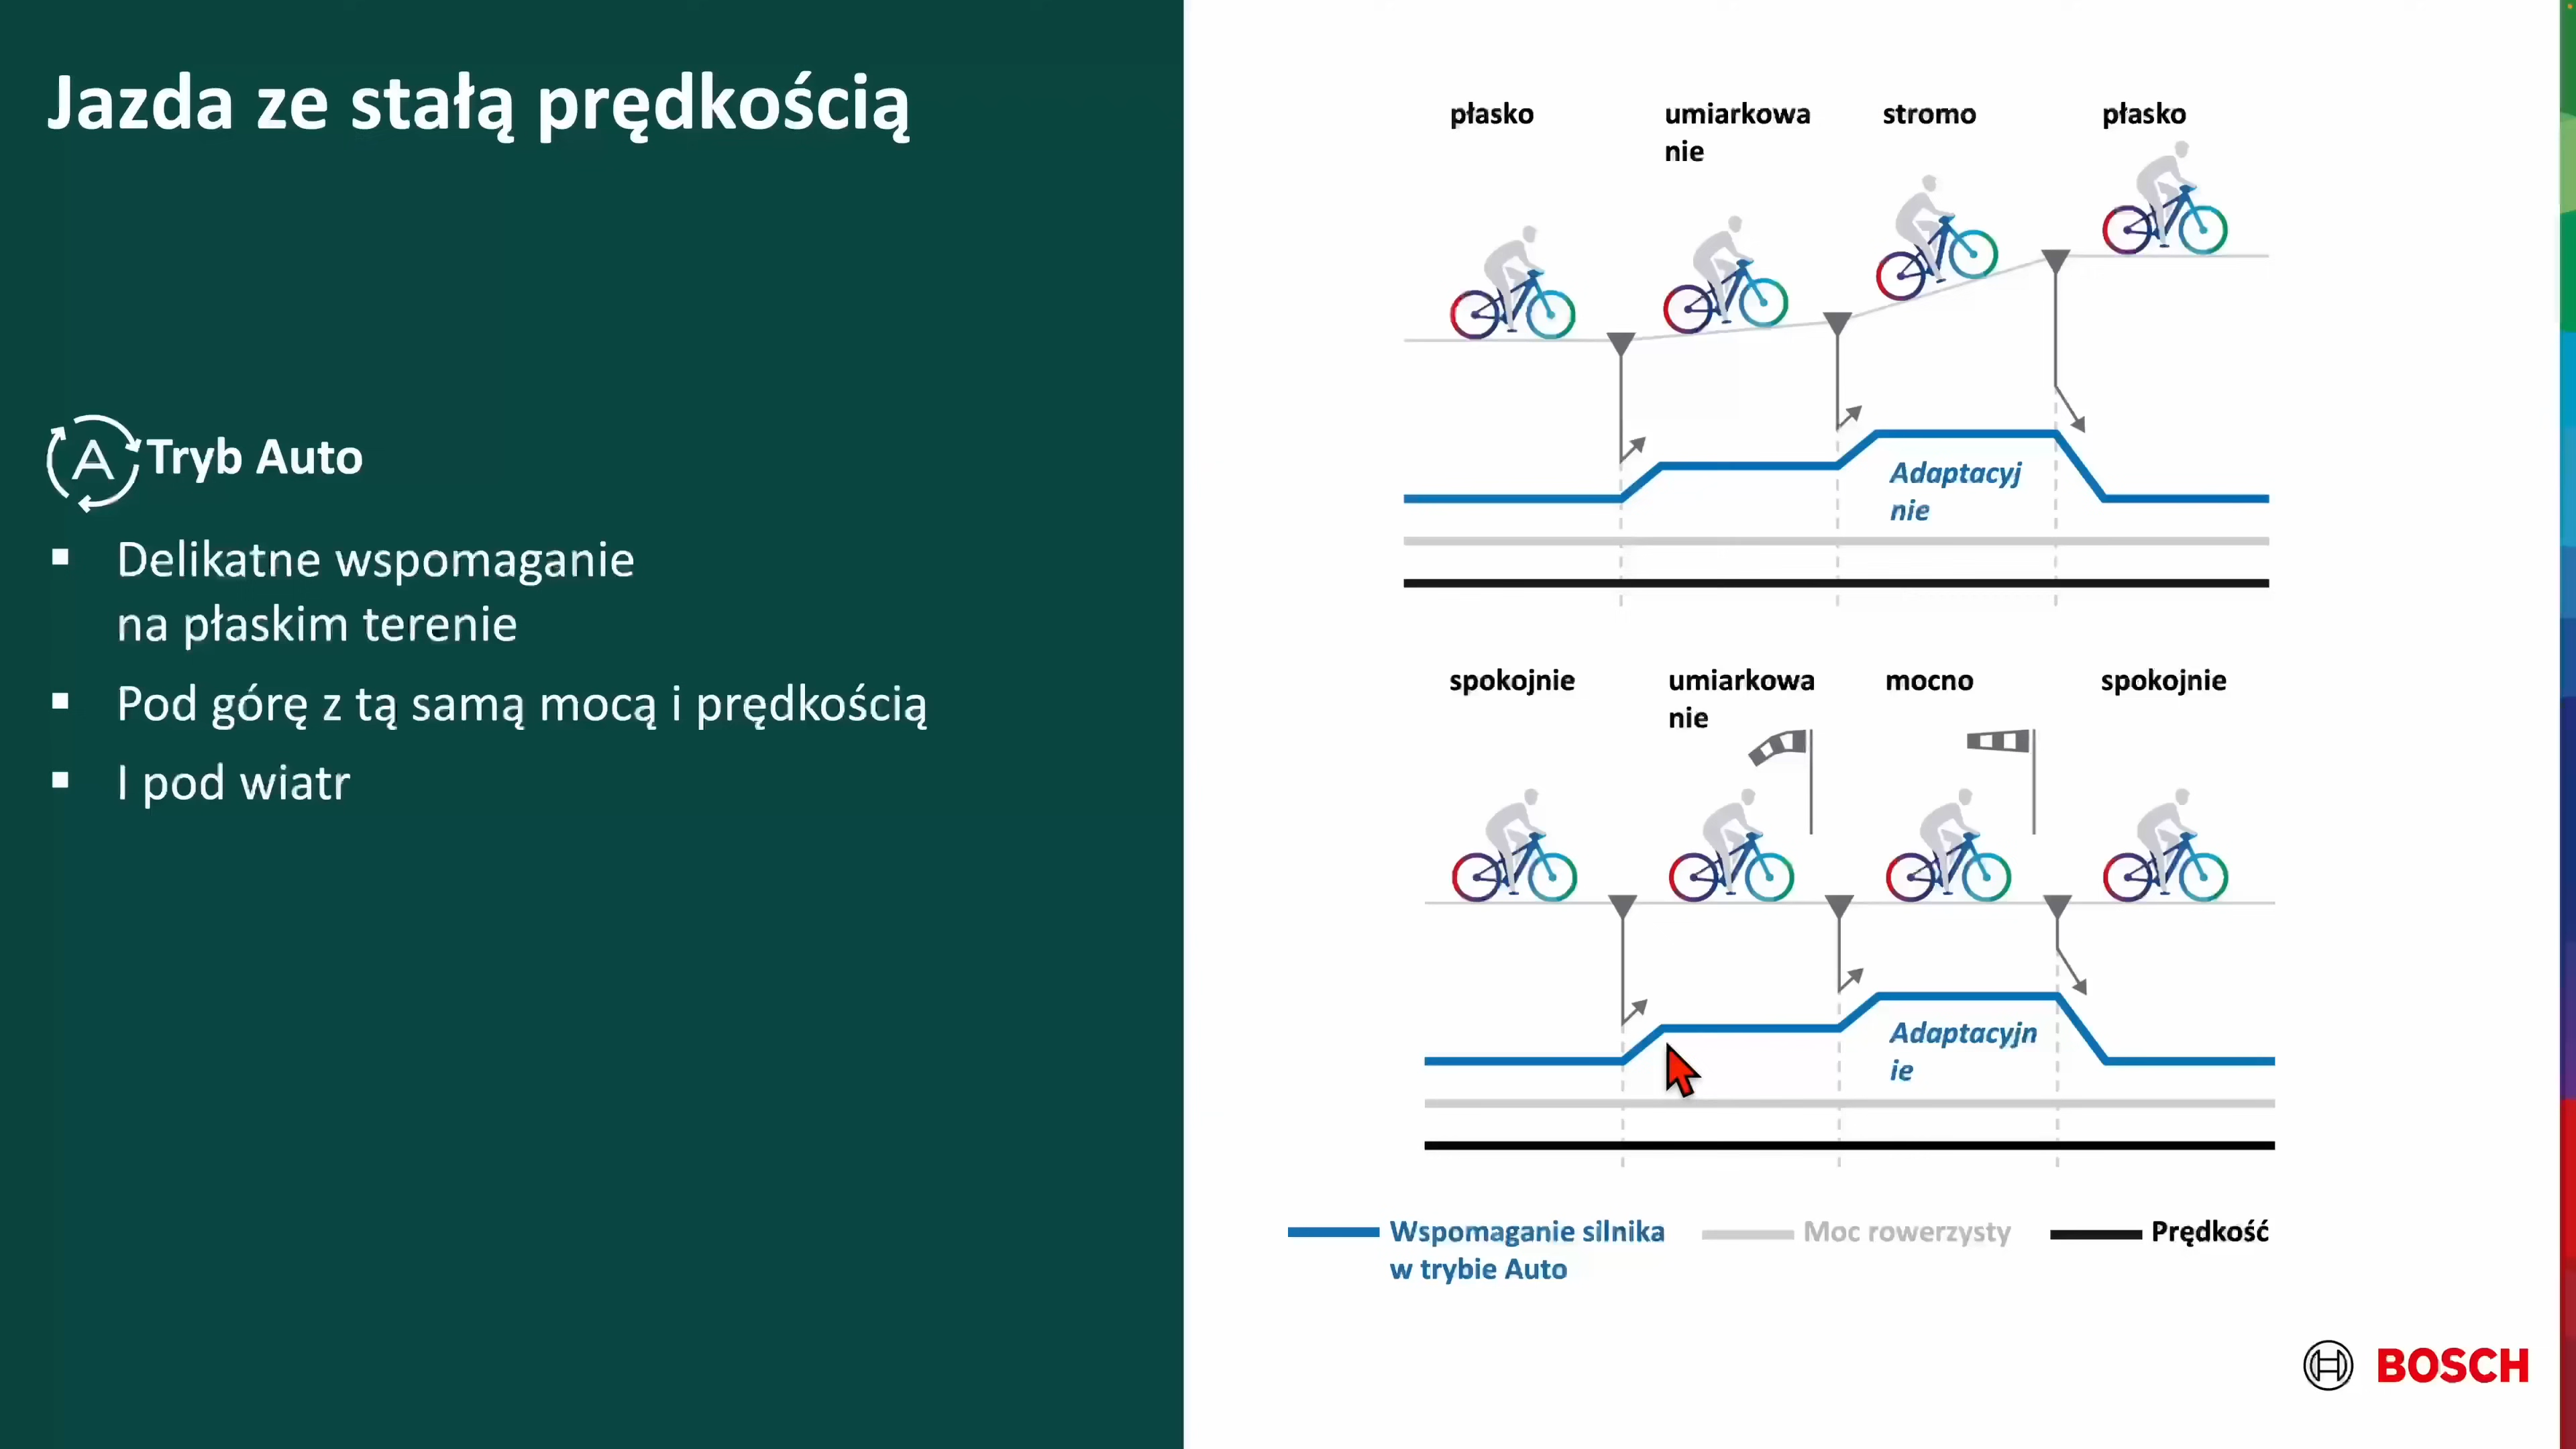 Jazda ze stałą prędkością
A Tryb Auto
▪ Delikatne wspomaganie
na płaskim terenie
▪ Pod górę z tą samą mocą i prędkością
▪ I pod wiatr
płasko umiarkowa stromo płasko
nie
Adaptacyj
nie
spokojnie umiarkowa mocno spokojnie
nie
Adaptacyjn
ie
Wspomaganie silnika Moc rowerzysty Prędkość
w trybie Auto
BOSCH